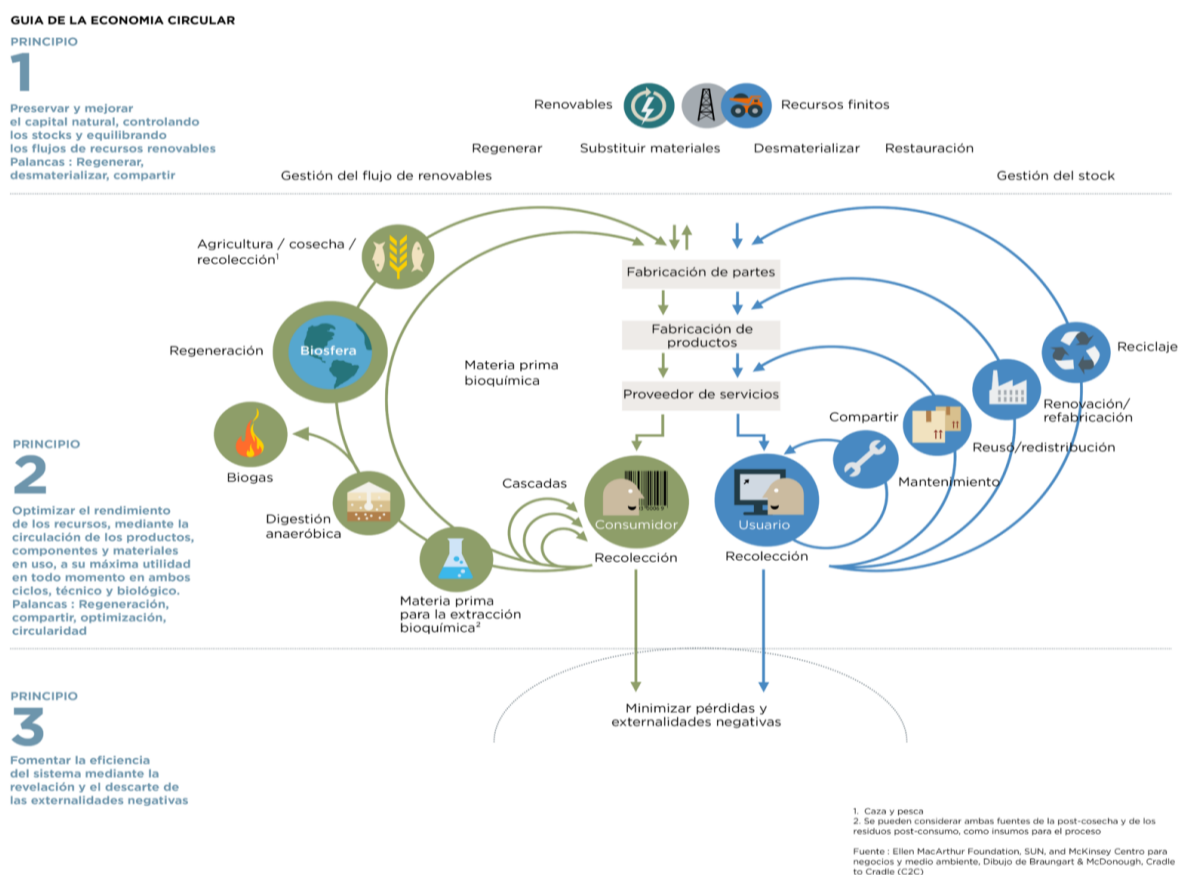 GUIA DE LA ECONOMIA CIRCULAR
PRINCIPIO
1
Preservar y mejorar
el capital natural, controlando
los stocks y equilibrando
los flujos de recursos renovables
Palancas : Regenerar,
desmaterializar, compartir
Renovables
Recursos finitos
Regenerar
Substituir materiales
Desmaterializar
Restauración
Gestión del flujo de renovables
Gestión del stock
PRINCIPIO
2
Optimizar el rendimiento
de los recursos, mediante la
circulación de los productos,
componentes y materiales
en uso, a su máxima utilidad
en todo momento en ambos
ciclos, técnico y biológico.
Palancas : Regeneración,
compartir, optimización,
circularidad
Agricultura / cosecha /
recolección¹
Regeneración
Biosfera
Biogas
Digestión
anaeróbica
Materia prima
para la extracción
bioquímica²
Materia prima
bioquímica
Cascadas
Fabricación de partes
Fabricación de
productos
Proveedor de servicios
Consumidor
Recolección
Usuario
Recolección
Compartir
Mantenimiento
Reuso/redistribución
Renovación/
refabricación
Reciclaje
PRINCIPIO
3
Fomentar la eficiencia
del sistema mediante la
revelación y el descarte de
las externalidades negativas
Minimizar pérdidas y
externalidades negativas
1. Caza y pesca
2. Se pueden considerar ambas fuentes de la post-cosecha y de los
residuos post-consumo, como insumos para el proceso
Fuente : Ellen MacArthur Foundation, SUN, and McKinsey Centro para
negocios y medio ambiente, Dibujo de Braungart & McDonough, Cradle
to Cradle (C2C)